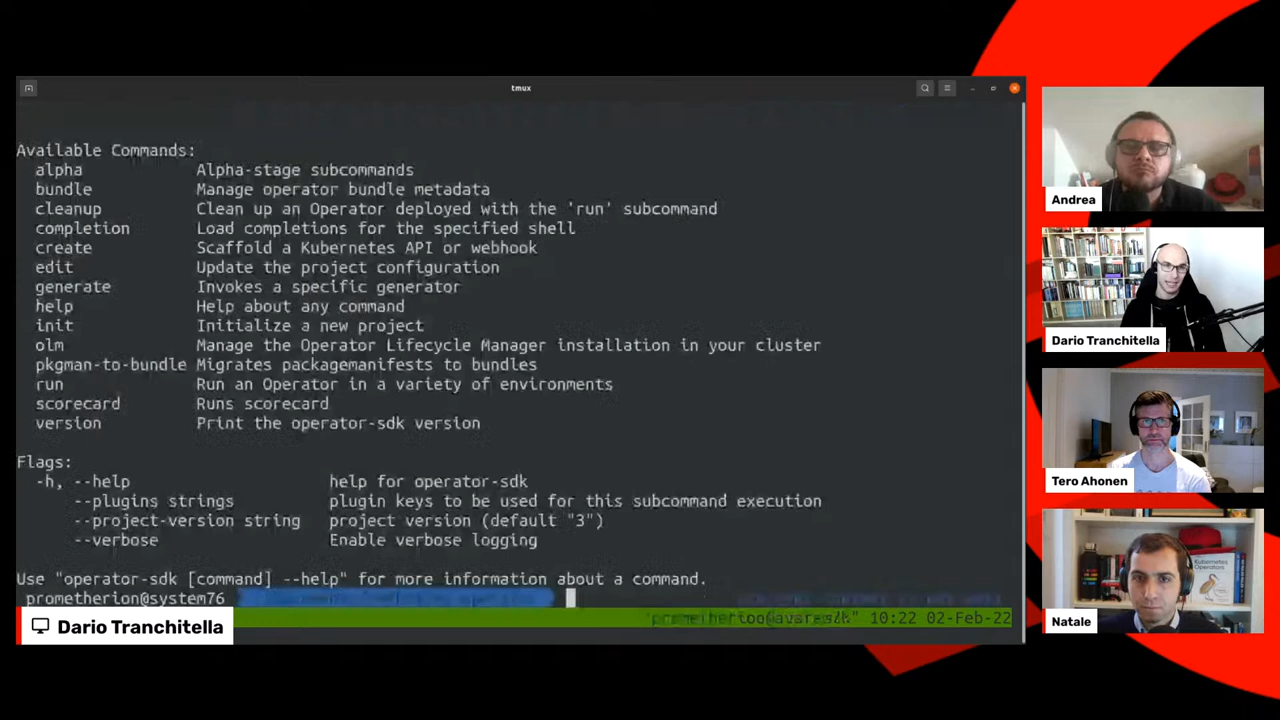 tmux
Available Commands:
alpha Alpha-stage subcommands
bundle Manage operator bundle metadata
cleanup Clean up an Operator deployed with the 'run' subcommand
completion Load completions for the specified shell
create Scaffold a Kubernetes API or webhook
edit Update the project configuration
generate Invokes a specific generator
help Help about any command
init Initialize a new project
olm Manage the Operator Lifecycle Manager installation in your cluster
pkgman-to-bundle Migrates packagemanifests to bundles
run Run an Operator in a variety of environments
scorecard Runs scorecard
version Print the operator-sdk version
Flags:
-h, --help help for operator-sdk
--plugins strings plugin keys to be used for this subcommand execution
--project-version string project version (default "3")
--verbose Enable verbose logging
Use "operator-sdk [command] --help" for more information about a command.
prometherion@system76
10:22 02-Feb-22
Dario Tranchitella
Andrea
Dario Tranchitella
Tero Ahonen
Kubernetes Operators
Natale